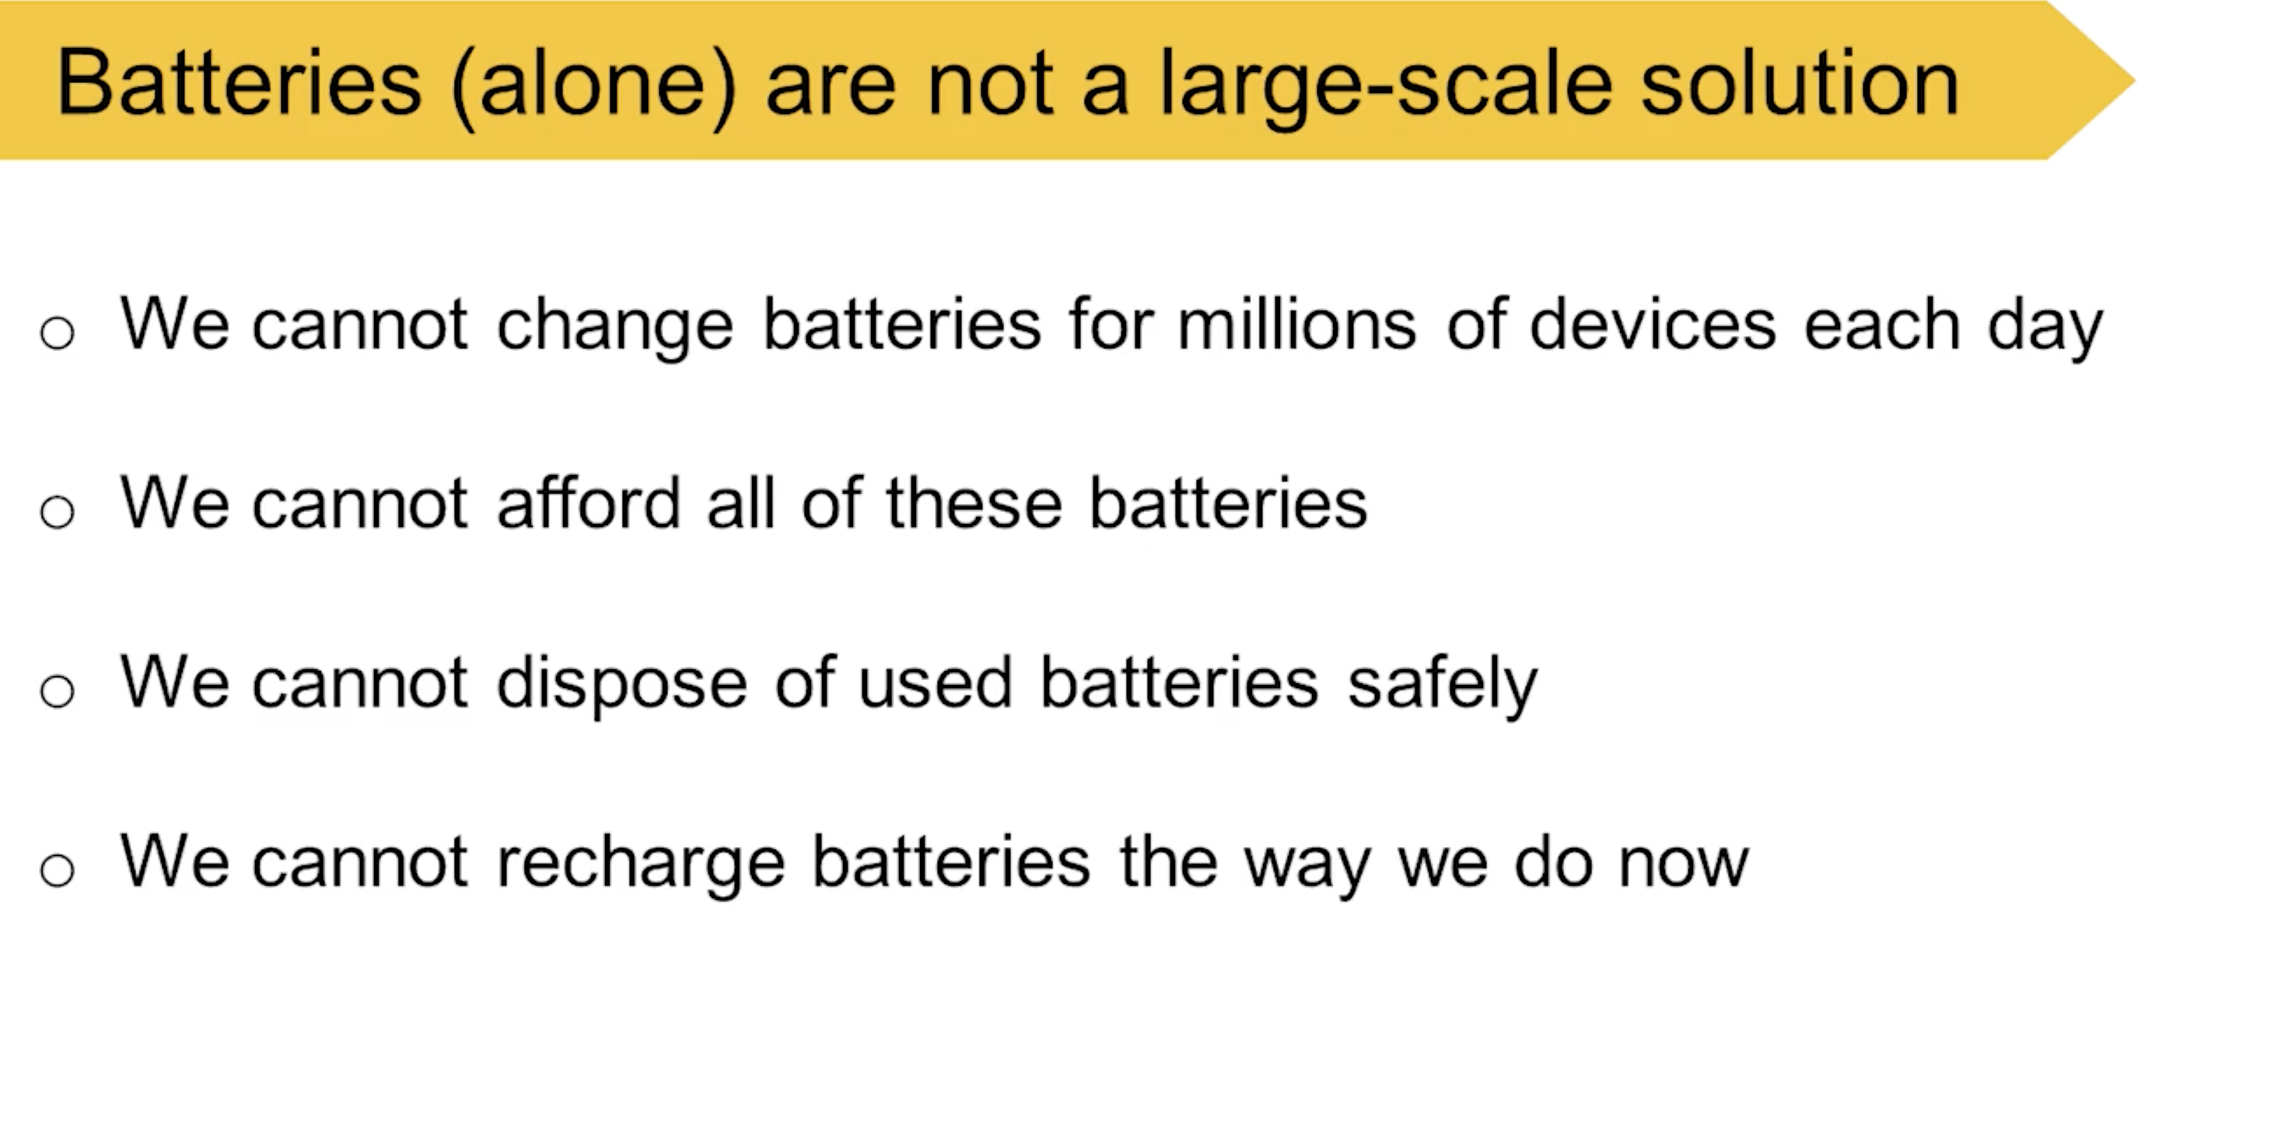 Batteries (alone) are not a large-scale solution
○ We cannot change batteries for millions of devices each day
○ We cannot afford all of these batteries
○ We cannot dispose of used batteries safely
○ We cannot recharge batteries the way we do now